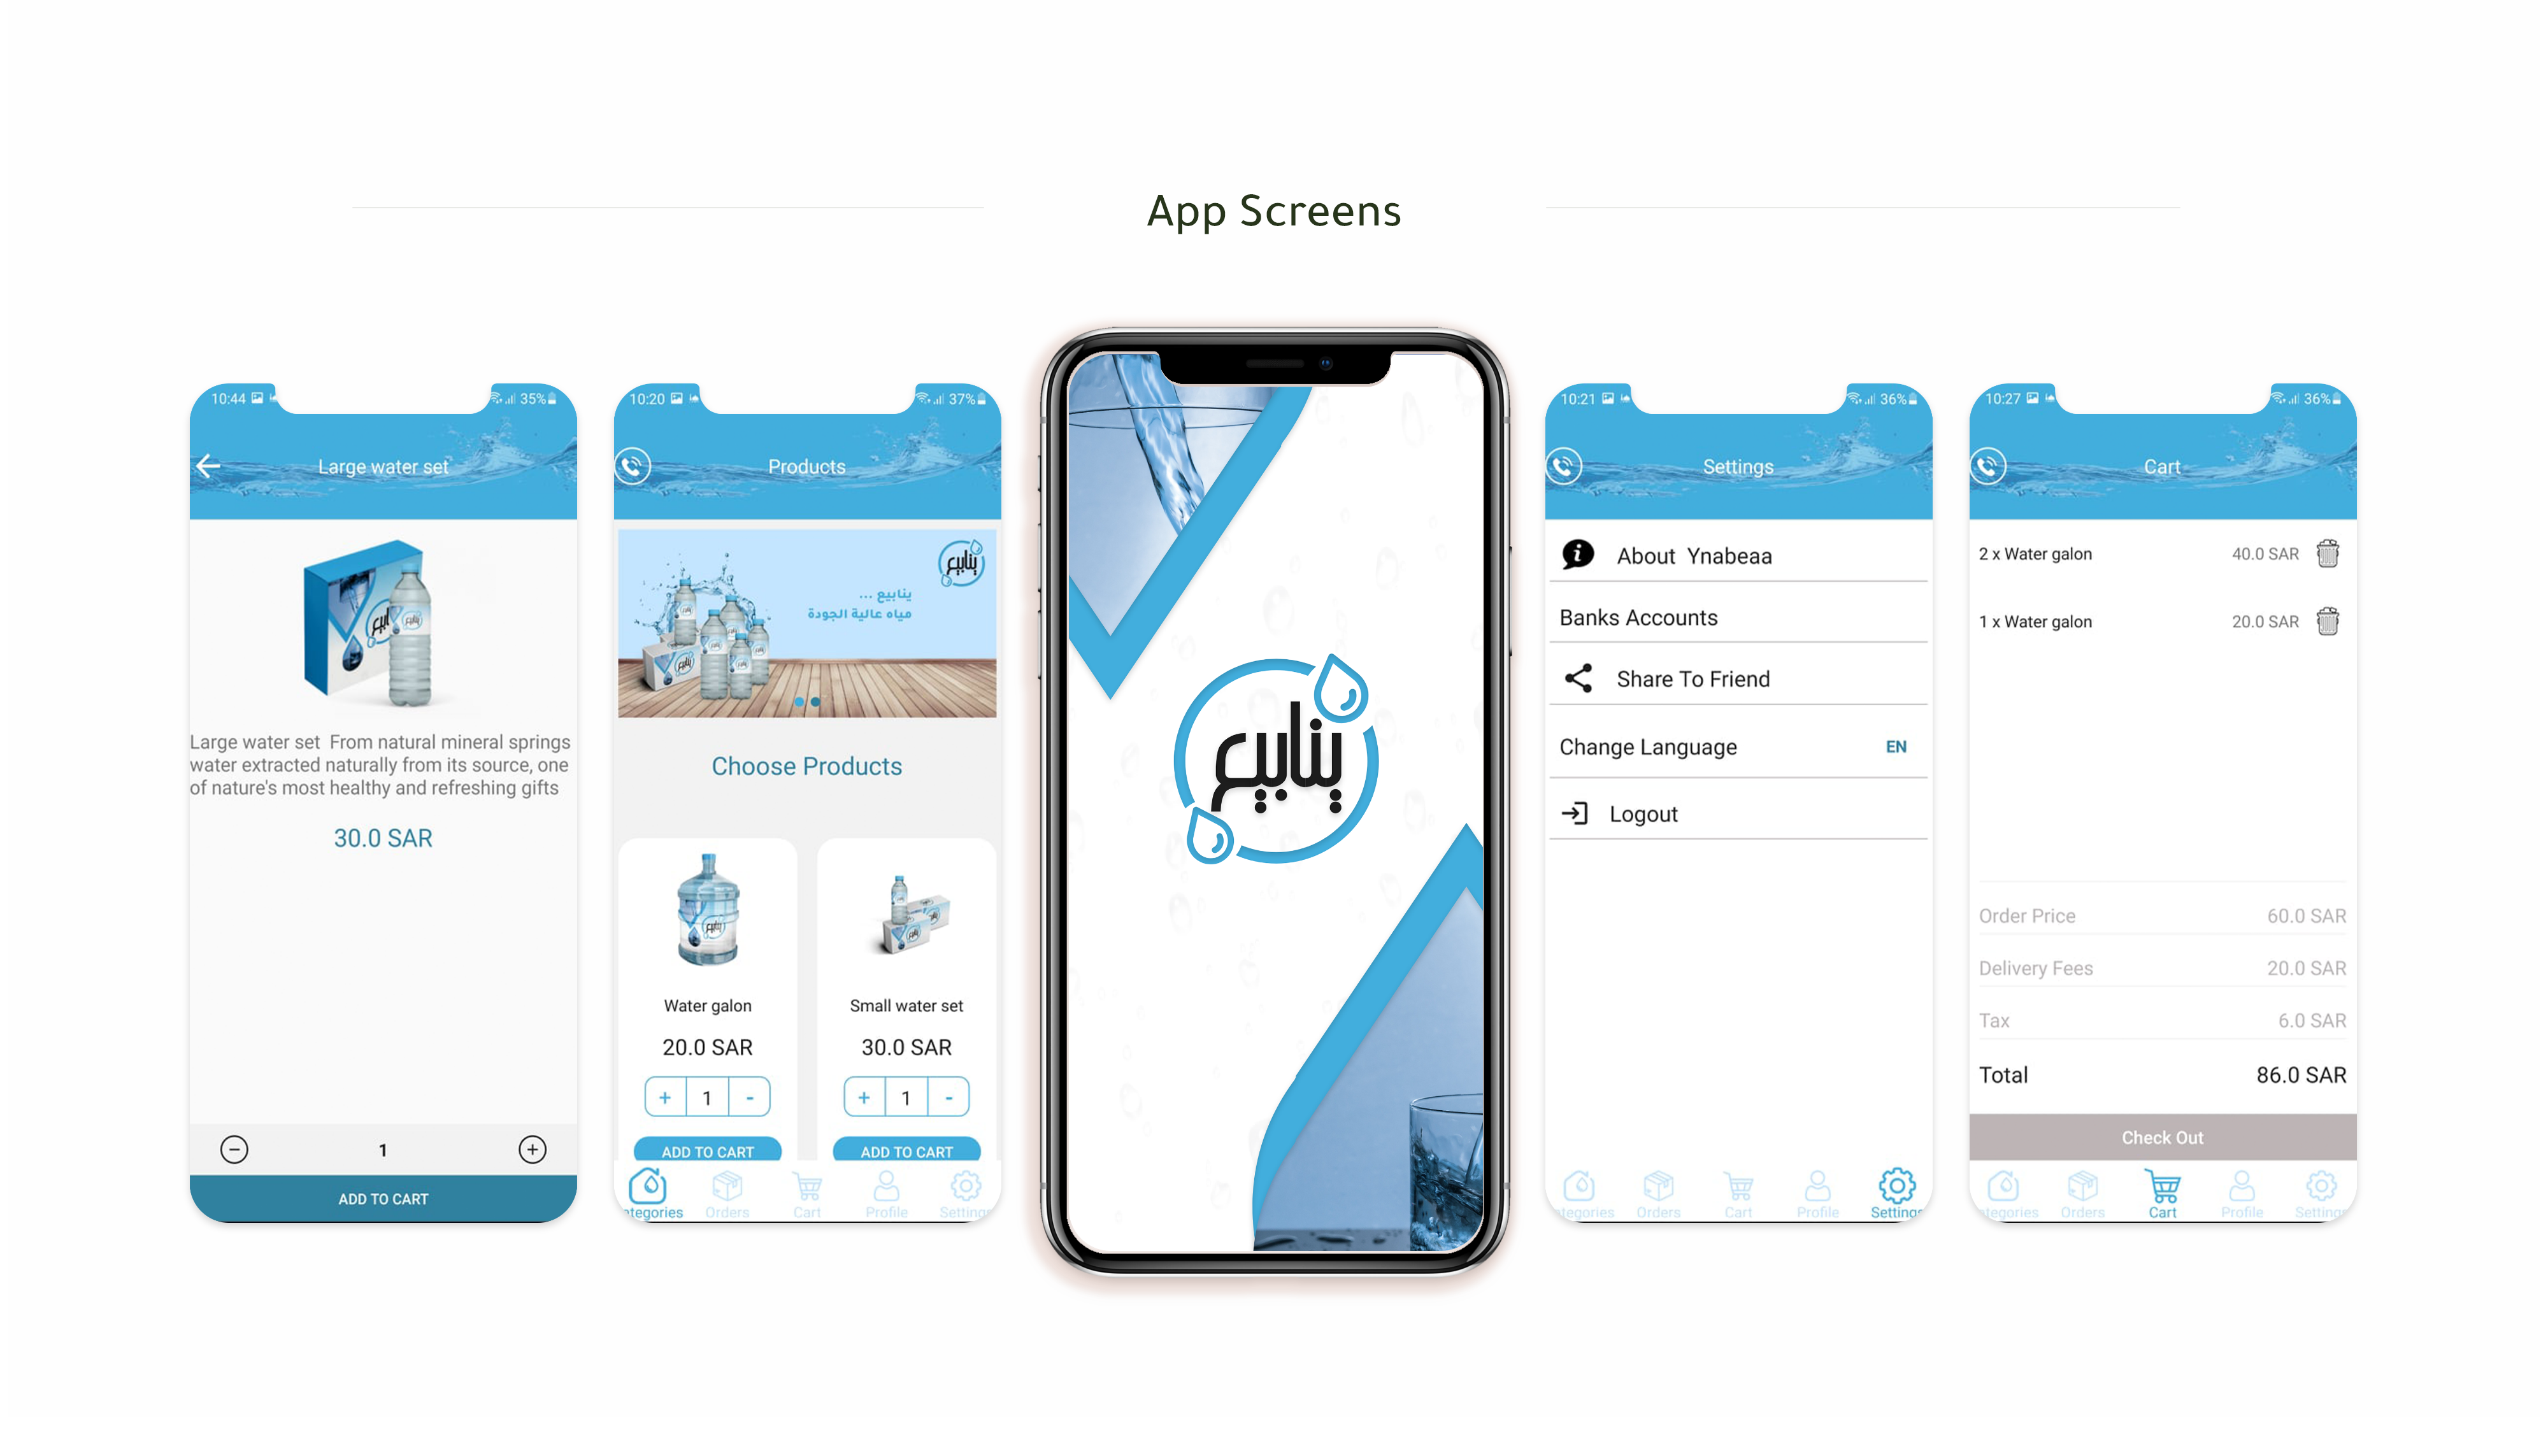 App Screens
10:44
35%
Large water set
Large water set From natural mineral springs
water extracted naturally from its source, one
of nature's most healthy and refreshing gifts
30.0 SAR
1
ADD TO CART
10:20
37%
Products
ينابيع
ينابيع ...
مياه عالية الجودة
Choose Products
Water galon
20.0 SAR
+ 1 -
ADD TO CART
Small water set
30.0 SAR
+ 1 -
ADD TO CART
tegories
Orders
Cart
Profile
Setting
ينابيع
10:21
36%
Settings
About Ynabeaa
Banks Accounts
Share To Friend
Change Language EN
Logout
tegories
Orders
Cart
Profile
Settings
10:27
36%
Cart
2 x Water galon 40.0 SAR
1 x Water galon 20.0 SAR
Order Price 60.0 SAR
Delivery Fees 20.0 SAR
Tax 6.0 SAR
Total 86.0 SAR
Check Out
tegories
Orders
Cart
Profile
Setting